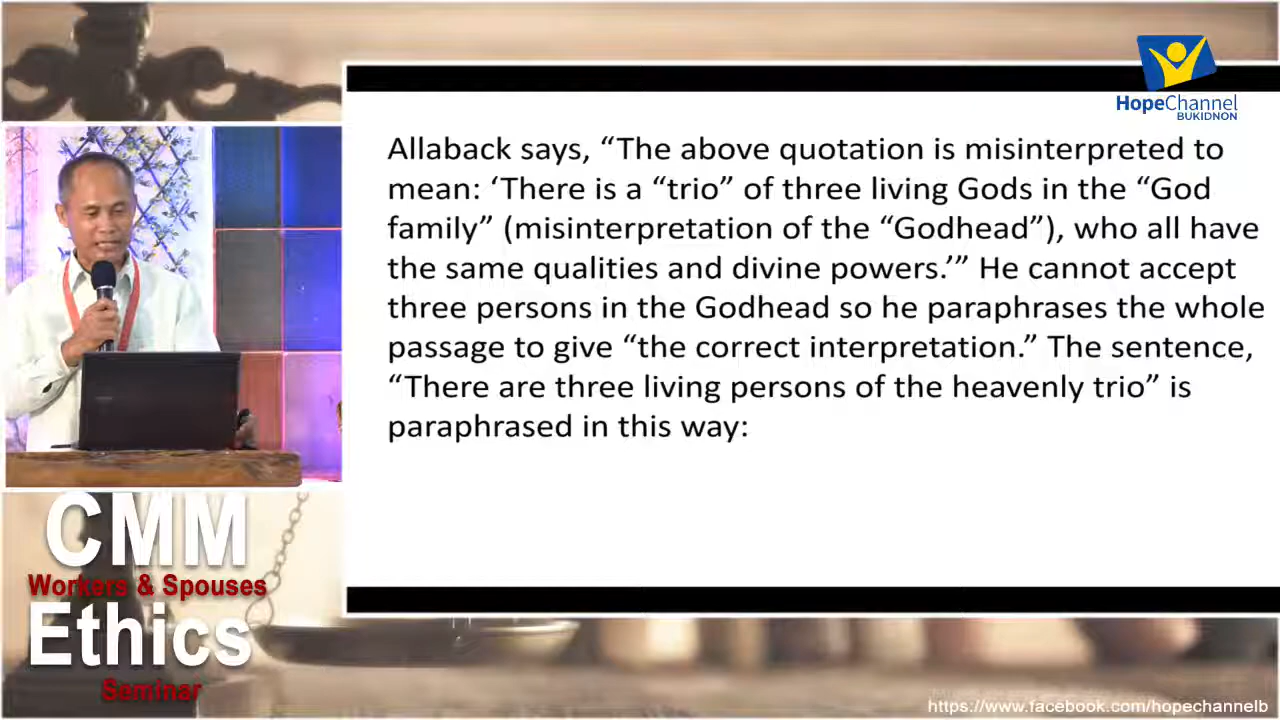 HopeChannel
BUKIDNON
Allaback says, “The above quotation is misinterpreted to
mean: ‘There is a “trio” of three living Gods in the “God
family” (misinterpretation of the “Godhead”), who all have
the same qualities and divine powers.’” He cannot accept
three persons in the Godhead so he paraphrases the whole
passage to give “the correct interpretation.” The sentence,
“There are three living persons of the heavenly trio” is
paraphrased in this way:
CMM
Workers & Spouses
Ethics
Seminar
https://www.facebook.com/hopechannelb